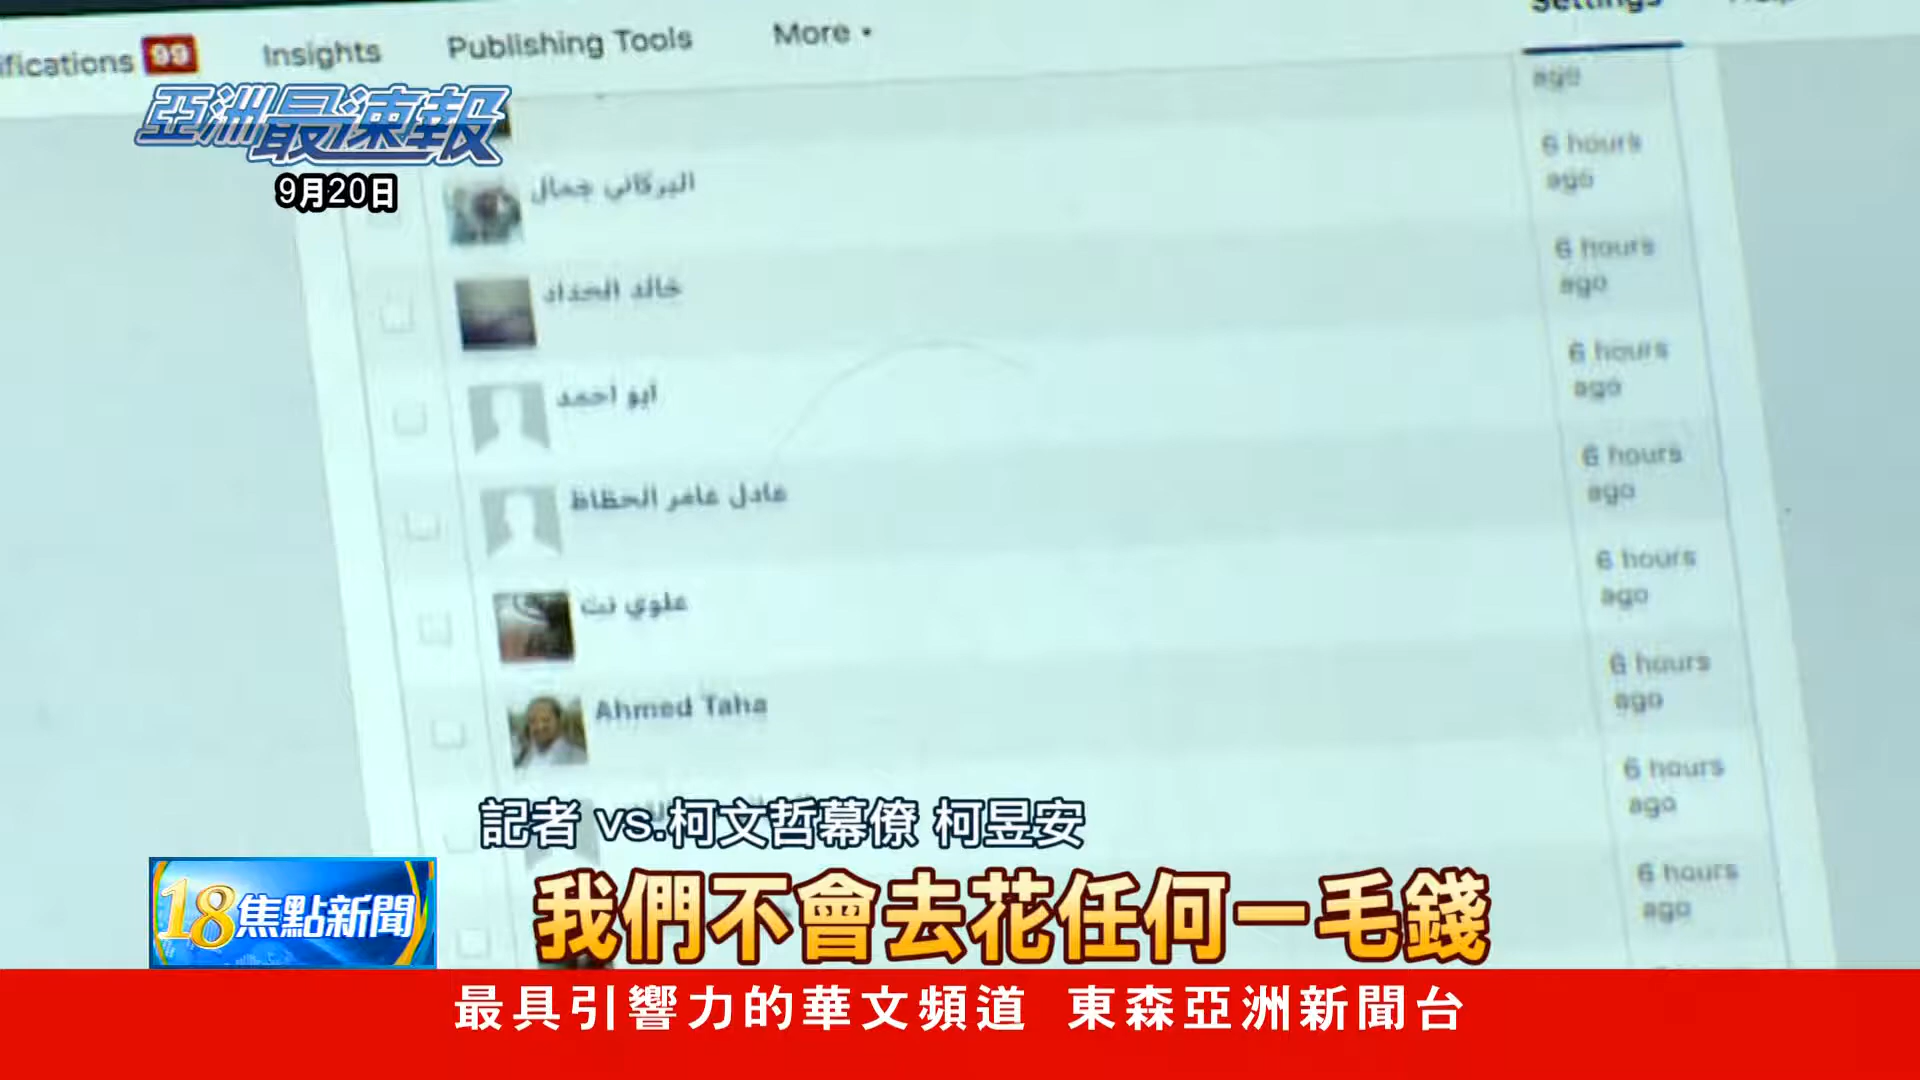 ifications 99 Insights Publishing Tools More Settings
ago
亞洲最速報
9月20日
البركاني جمال
6 hours ago
خالد الحداد
6 hours ago
ابو احمد
6 hours ago
عادل عامر الحظاظ
6 hours ago
علوي نت
6 hours ago
Ahmed Taha
6 hours ago
6 hours ago
記者 vs.柯文哲幕僚 柯昱安
6 hours ago
18焦點新聞
我們不會去花任何一毛錢
最具引響力的華文頻道 東森亞洲新聞台